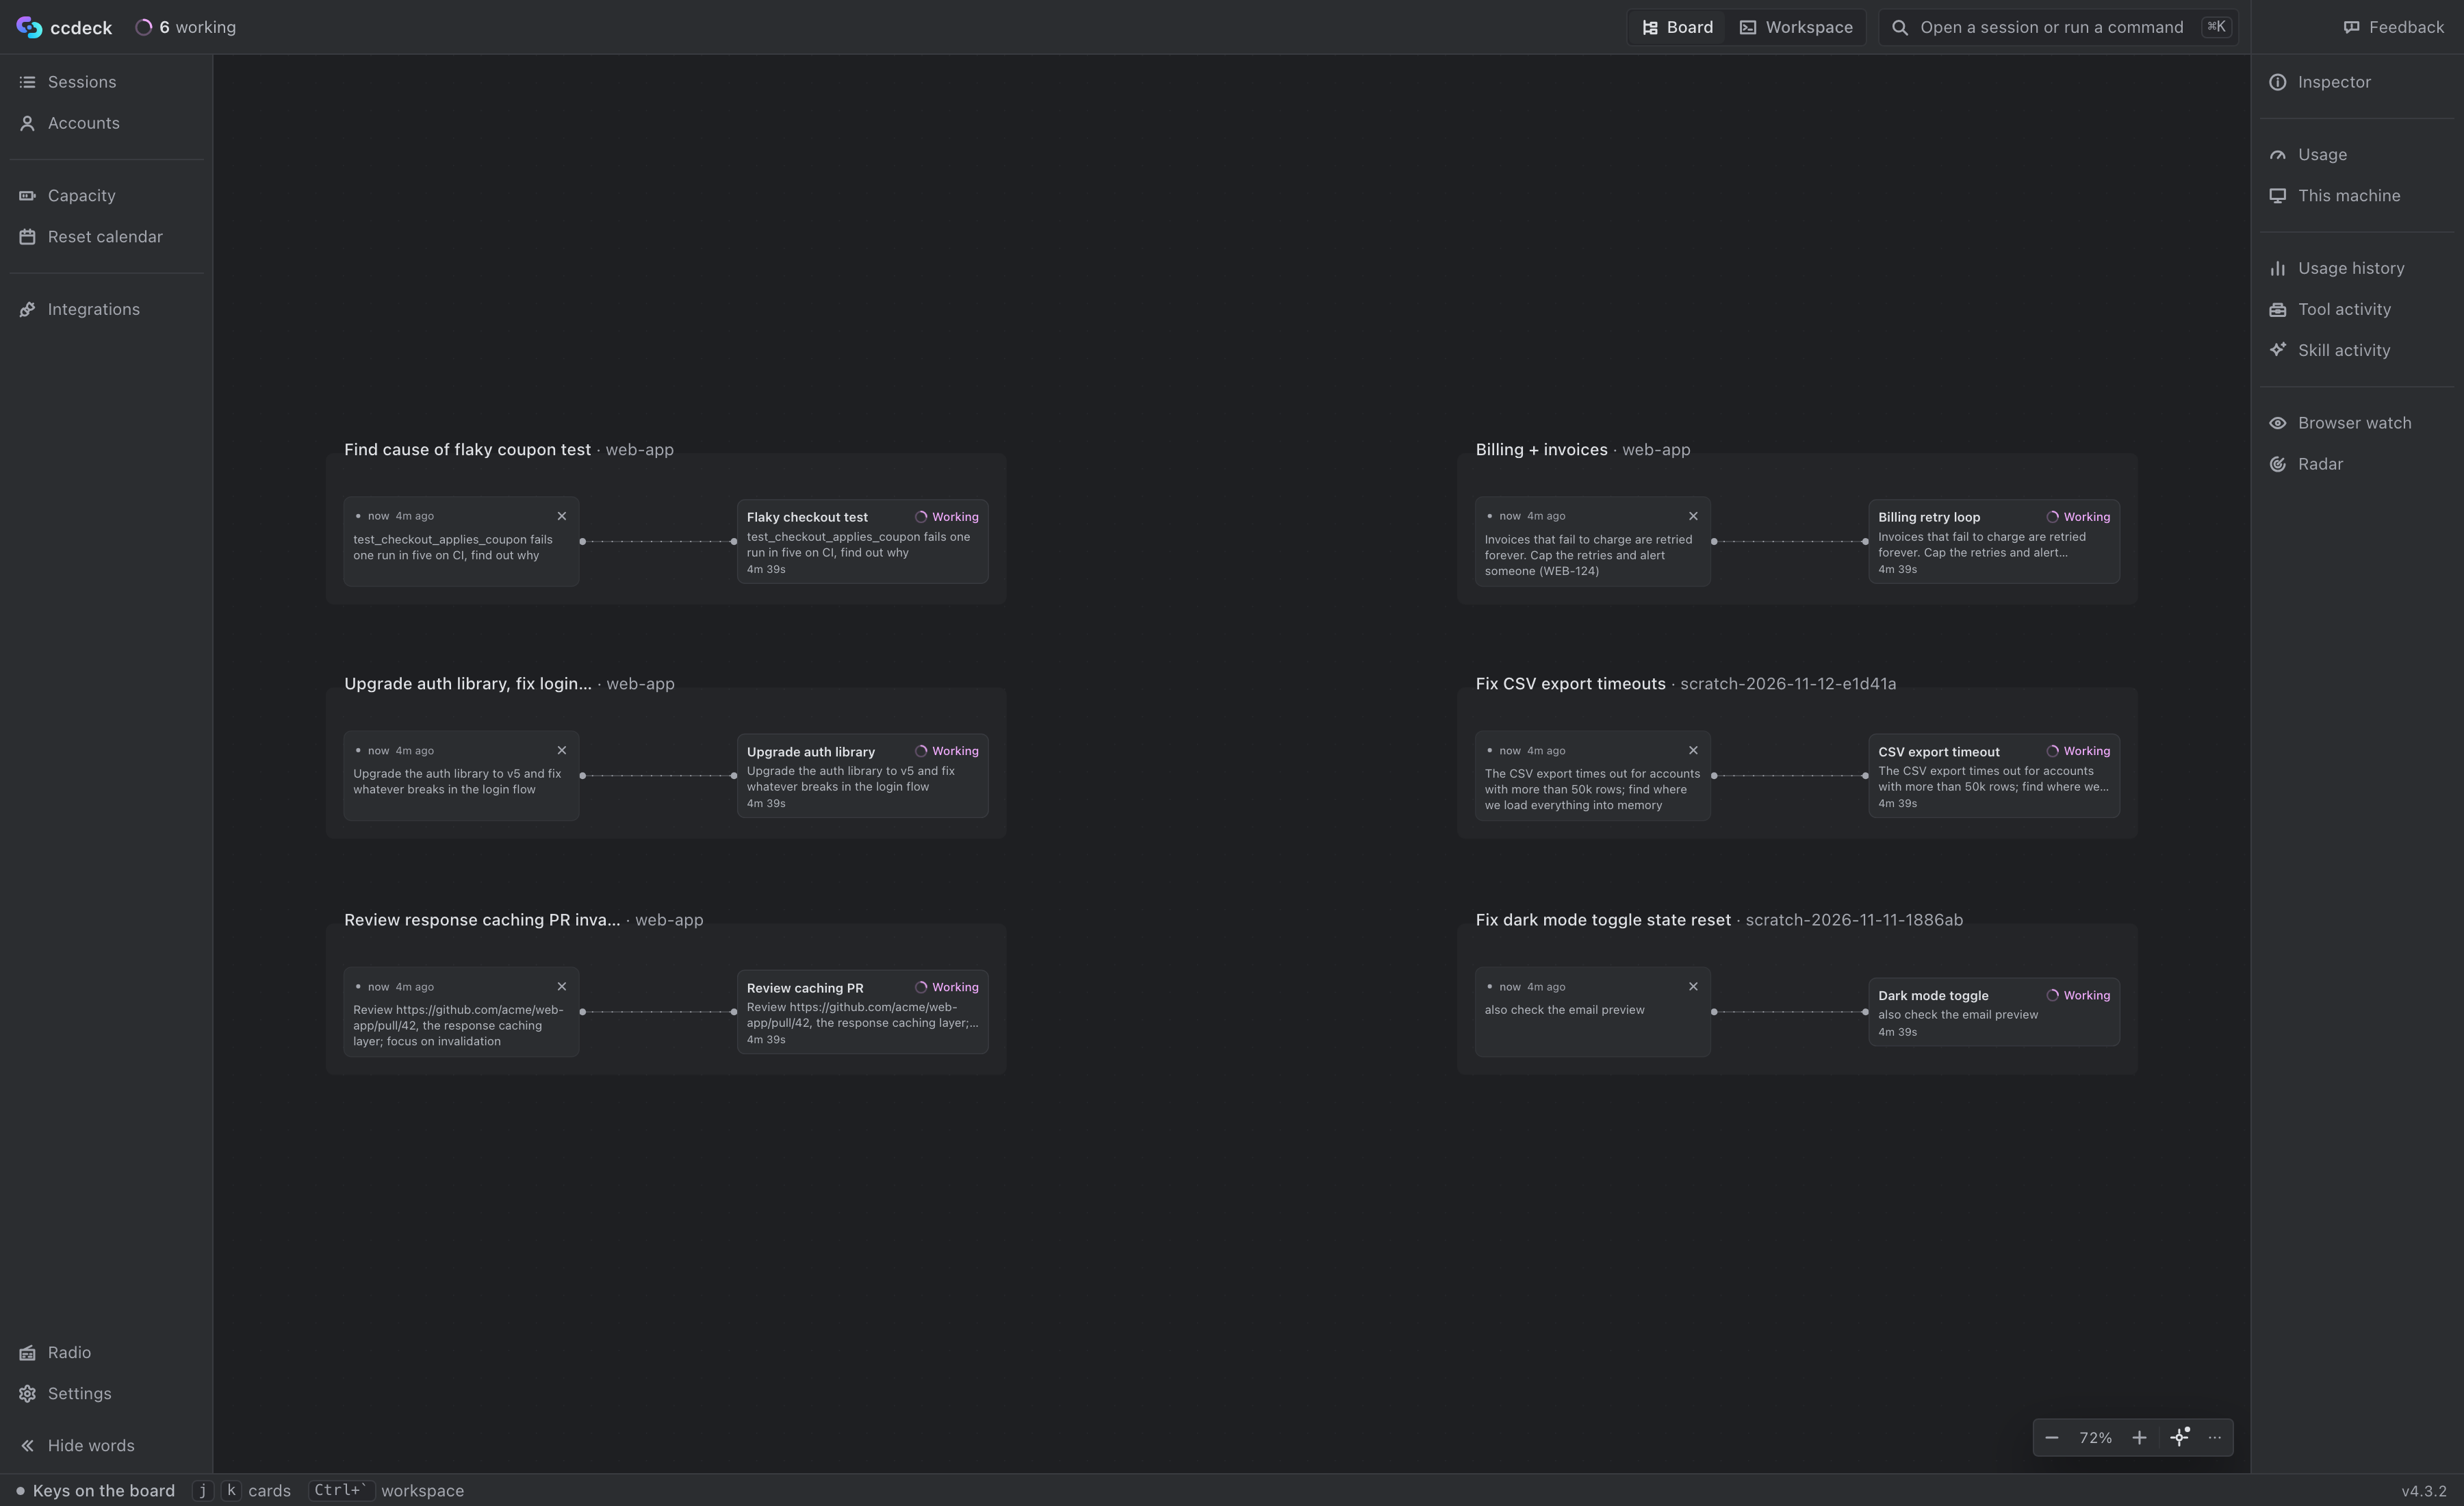 ccdeck
6 working
Board
Workspace
Open a session or run a command
⌘K
Feedback
Sessions
Accounts
Capacity
Reset calendar
Integrations
Radio
Settings
Hide words
Find cause of flaky coupon test · web-app
now 4m ago
test_checkout_applies_coupon fails
one run in five on CI, find out why
Flaky checkout test
Working
test_checkout_applies_coupon fails one
run in five on CI, find out why
4m 39s
Billing + invoices · web-app
now 4m ago
Invoices that fail to charge are retried
forever. Cap the retries and alert
someone (WEB-124)
Billing retry loop
Working
Invoices that fail to charge are retried
forever. Cap the retries and alert...
4m 39s
Upgrade auth library, fix login... · web-app
now 4m ago
Upgrade the auth library to v5 and fix
whatever breaks in the login flow
Upgrade auth library
Working
Upgrade the auth library to v5 and fix
whatever breaks in the login flow
4m 39s
Fix CSV export timeouts · scratch-2026-11-12-e1d41a
now 4m ago
The CSV export times out for accounts
with more than 50k rows; find where
we load everything into memory
CSV export timeout
Working
The CSV export times out for accounts
with more than 50k rows; find where we...
4m 39s
Review response caching PR inva... · web-app
now 4m ago
Review https://github.com/acme/web-
app/pull/42, the response caching
layer; focus on invalidation
Review caching PR
Working
Review https://github.com/acme/web-
app/pull/42, the response caching layer;...
4m 39s
Fix dark mode toggle state reset · scratch-2026-11-11-1886ab
now 4m ago
also check the email preview
Dark mode toggle
Working
also check the email preview
4m 39s
Inspector
Usage
This machine
Usage history
Tool activity
Skill activity
Browser watch
Radar
72%
Keys on the board
j k cards
Ctrl+` workspace
v4.3.2